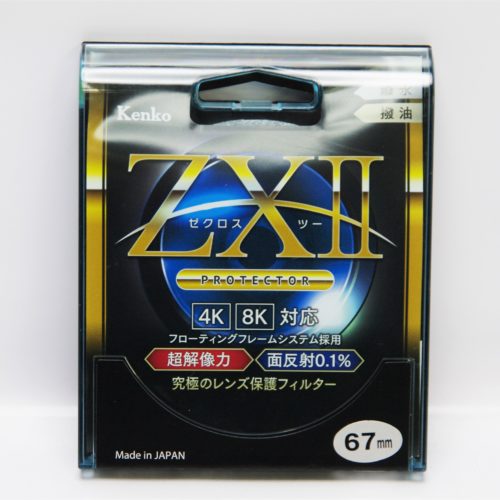 撥水
撥油
Kenko
ZXII
ゼクロス ツー
PROTECTOR
4K 8K 対応
フローティングフレームシステム採用
超解像力 面反射0.1%
究極のレンズ保護フィルター
67mm
Made in JAPAN